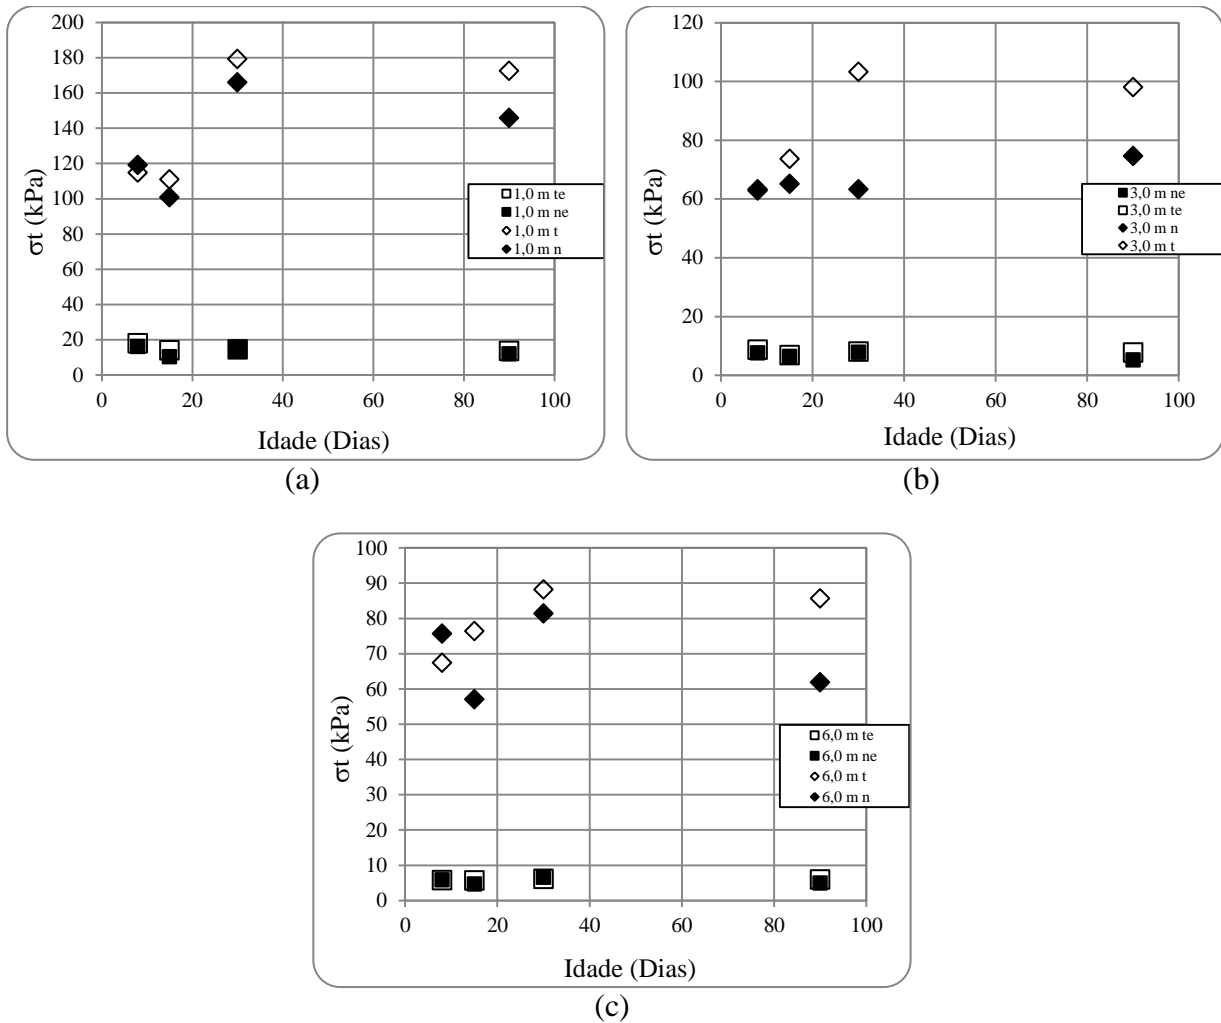 200
180
160
140
120
100
80
60
40
20
0
σt (kPa)
0 20 40 60 80 100
Idade (Dias)
1,0 m te
1,0 m ne
1,0 m t
1,0 m n
(a)
120
100
80
60
40
20
0
σt (kPa)
0 20 40 60 80 100
Idade (Dias)
3,0 m ne
3,0 m te
3,0 m n
3,0 m t
(b)
100
90
80
70
60
50
40
30
20
10
0
σt (kPa)
0 20 40 60 80 100
Idade (Dias)
6,0 m te
6,0 m ne
6,0 m t
6,0 m n
(c)